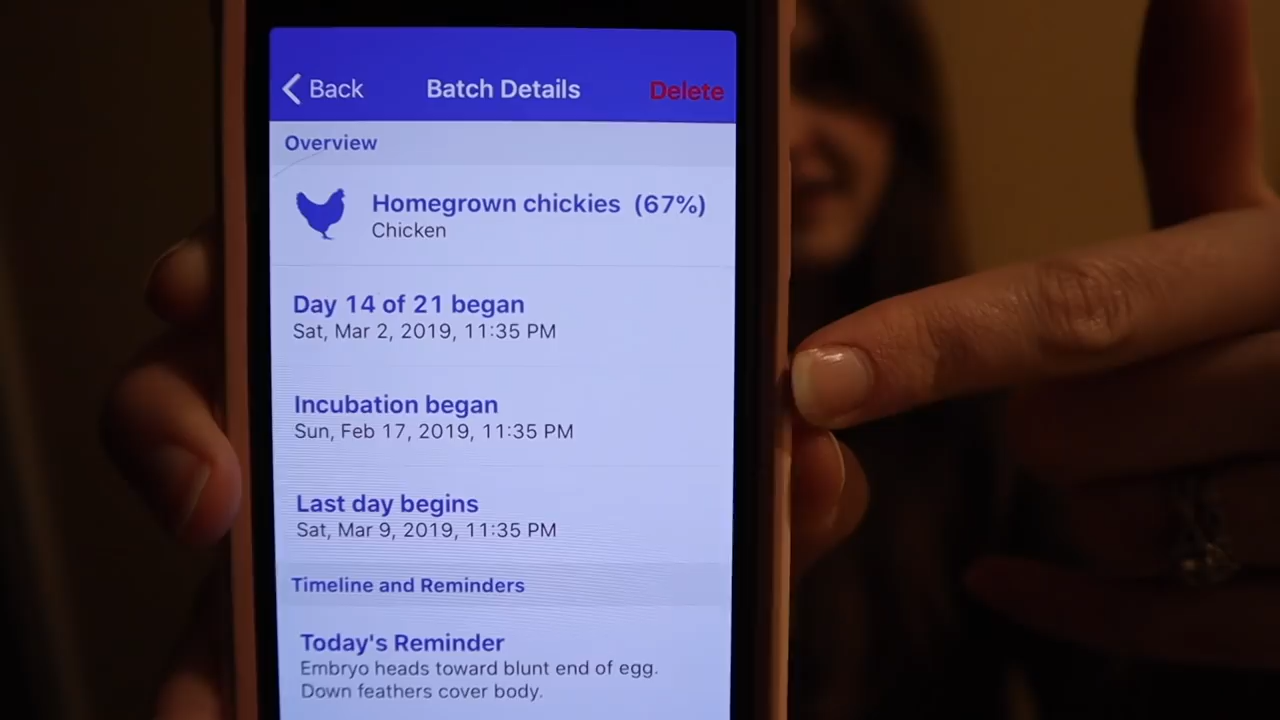 Back Batch Details Delete
Overview
Homegrown chickies (67%)
Chicken
Day 14 of 21 began
Sat, Mar 2, 2019, 11:35 PM
Incubation began
Sun, Feb 17, 2019, 11:35 PM
Last day begins
Sat, Mar 9, 2019, 11:35 PM
Timeline and Reminders
Today's Reminder
Embryo heads toward blunt end of egg.
Down feathers cover body.